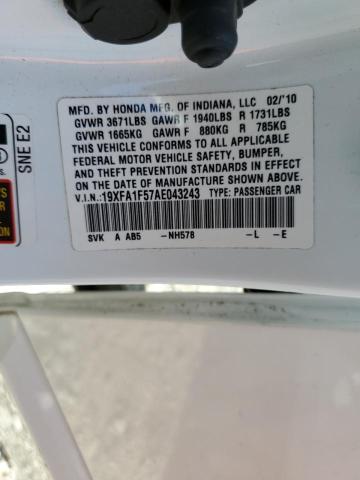 MFD. BY HONDA MFG. OF INDIANA, LLC 02/'10
GVWR 3671LBS GAWR F 1940LBS R 1731LBS
GVWR 1665KG GAWR F 880KG R 785KG
THIS VEHICLE CONFORMS TO ALL APPLICABLE
FEDERAL MOTOR VEHICLE SAFETY, BUMPER,
AND THEFT PREVENTION STANDARDS IN EFFECT
ON THE DATE OF MANUFACTURE SHOWN ABOVE.
V.I.N.:19XFA1F57AE043243 TYPE: PASSENGER CAR
SVK A AB5 -NH578 -L -E
SNE E2